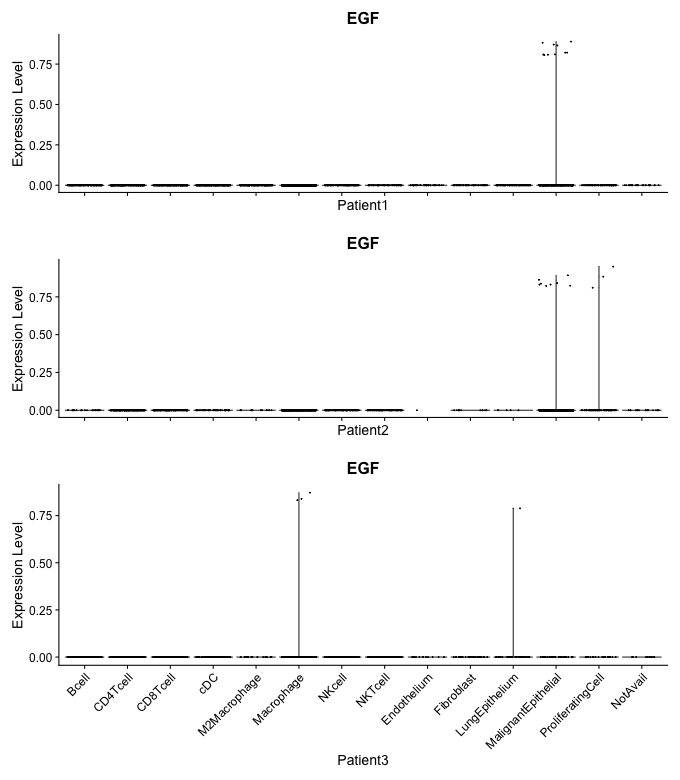 EGF
Expression Level
0.75
0.50
0.25
0.00
Patient1
EGF
Expression Level
0.75
0.50
0.25
0.00
Patient2
EGF
Expression Level
0.75
0.50
0.25
0.00
Bcell
CD4Tcell
CD8Tcell
cDC
M2Macrophage
Macrophage
NKcell
NKTcell
Endothelium
Fibroblast
LungEpithelium
MalignantEpithelial
ProliferatingCell
NotAvail
Patient3